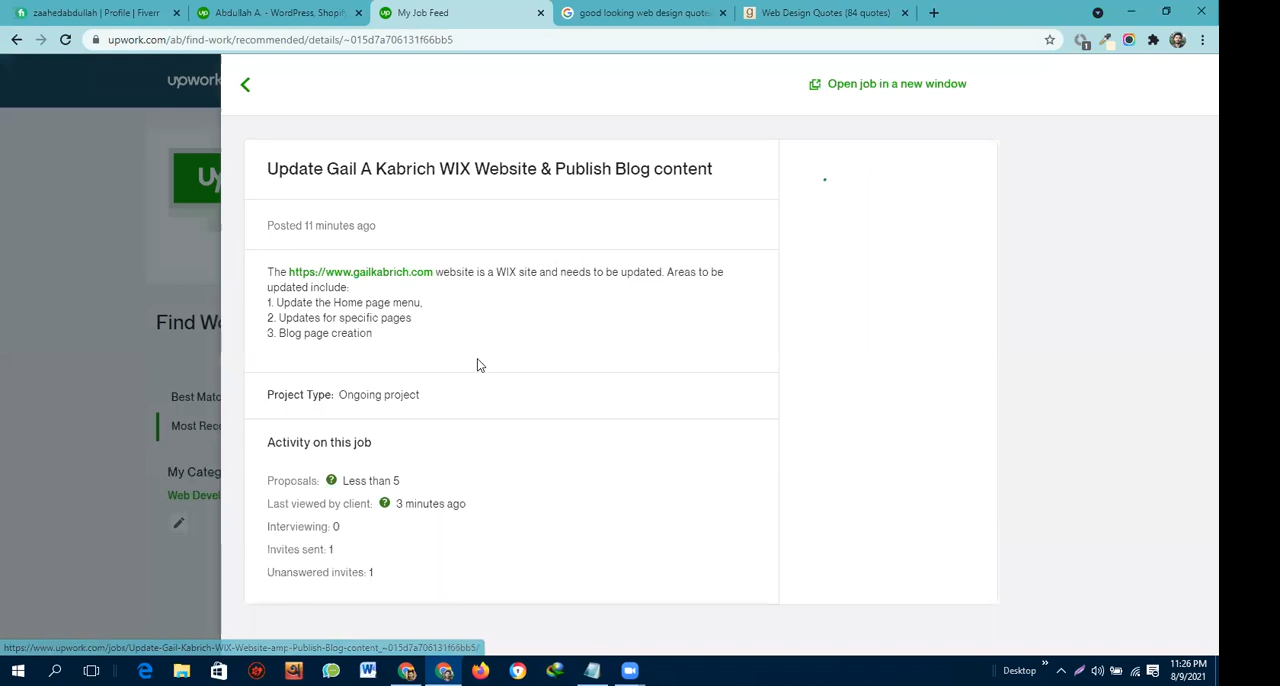 zaahedabdullah | Profile | Fiverr
Abdullah A. - WordPress, Shopify
My Job Feed
good looking web design quotes
Web Design Quotes (84 quotes)
upwork.com/ab/find-work/recommended/details/~015d7a706131f66bb5
1
upwork
Open job in a new window
Update Gail A Kabrich WIX Website & Publish Blog content
Posted 11 minutes ago
The https://www.gailkabrich.com website is a WIX site and needs to be updated. Areas to be
updated include:
1. Update the Home page menu,
2. Updates for specific pages
3. Blog page creation
Find Wo
Best Matc
Most Rece
My Categ
Web Devel
Project Type: Ongoing project
Activity on this job
Proposals: ? Less than 5
Last viewed by client: ? 3 minutes ago
Interviewing: 0
Invites sent: 1
Unanswered invites: 1
https://www.upwork.com/jobs/Update-Gail-Kabrich-WIX-Website-amp-Publish-Blog-content_~015d7a706131f66bb5/
Desktop
11:26 PM
8/9/2021